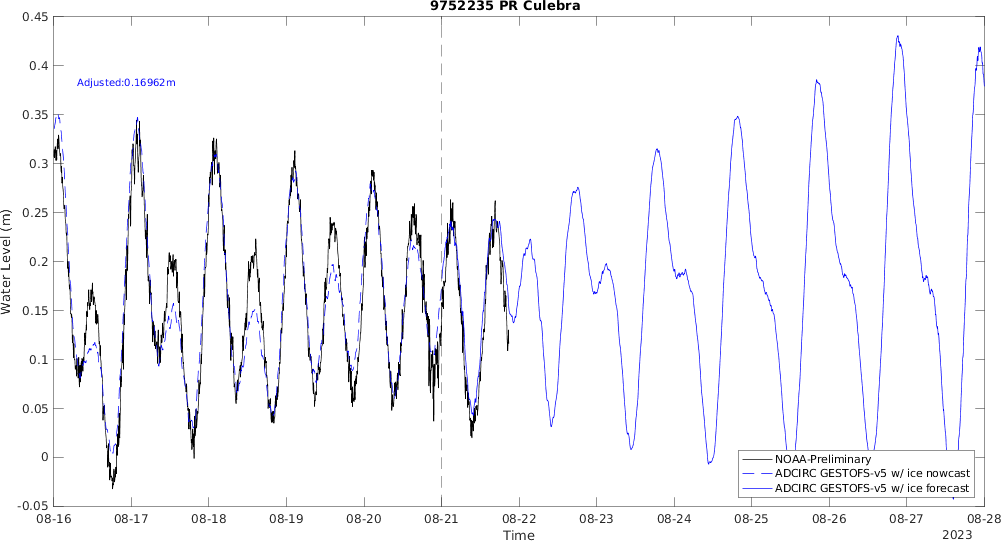 9752235 PR Culebra
Adjusted:0.16962m
Water Level (m)
0.45
0.4
0.35
0.3
0.25
0.2
0.15
0.1
0.05
0
-0.05
NOAA-Preliminary
ADCIRC GESTOFS-v5 w/ ice nowcast
ADCIRC GESTOFS-v5 w/ ice forecast
08-16 08-17 08-18 08-19 08-20 08-21 08-22 08-23 08-24 08-25 08-26 08-27 08-28
Time
2023